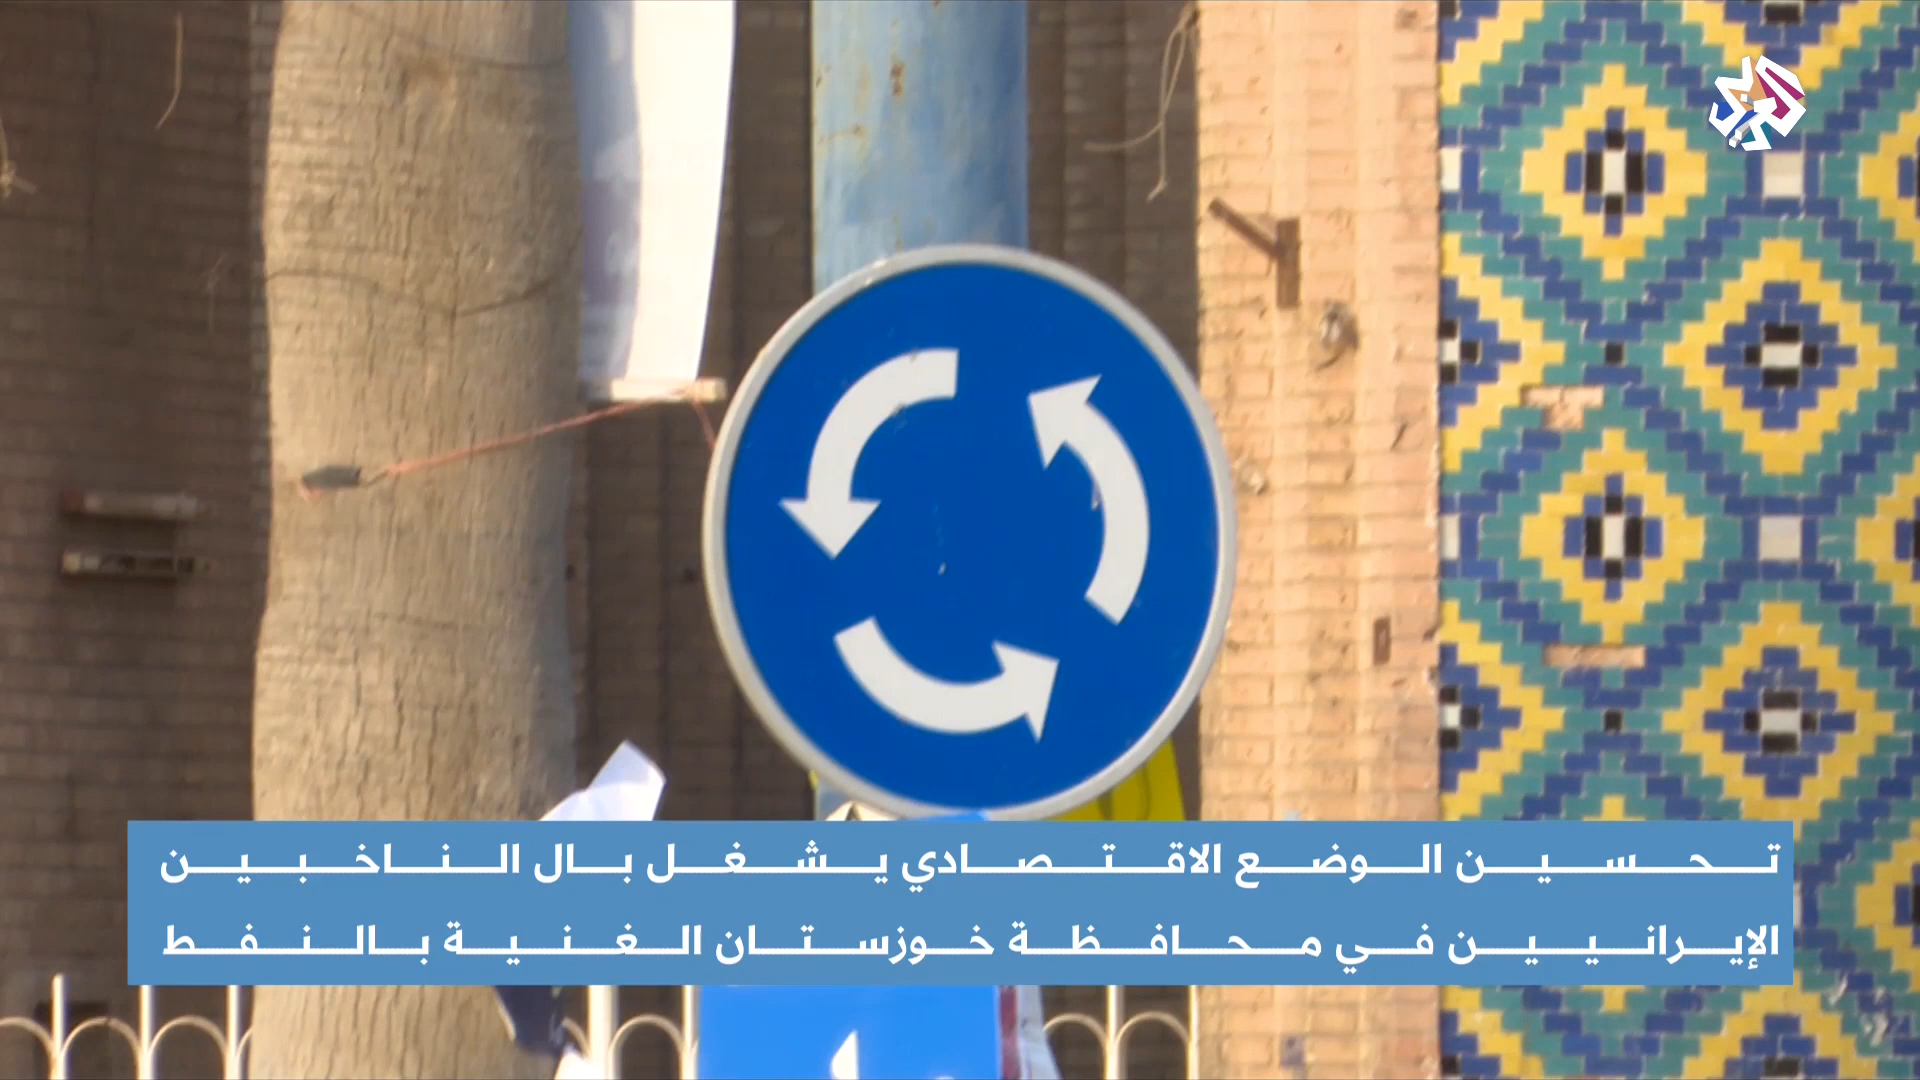 تحسين الوضع الاقتصادي يشغل بال الناخبين
الإيرانيين في محافظة خوزستان الغنية بالنفط